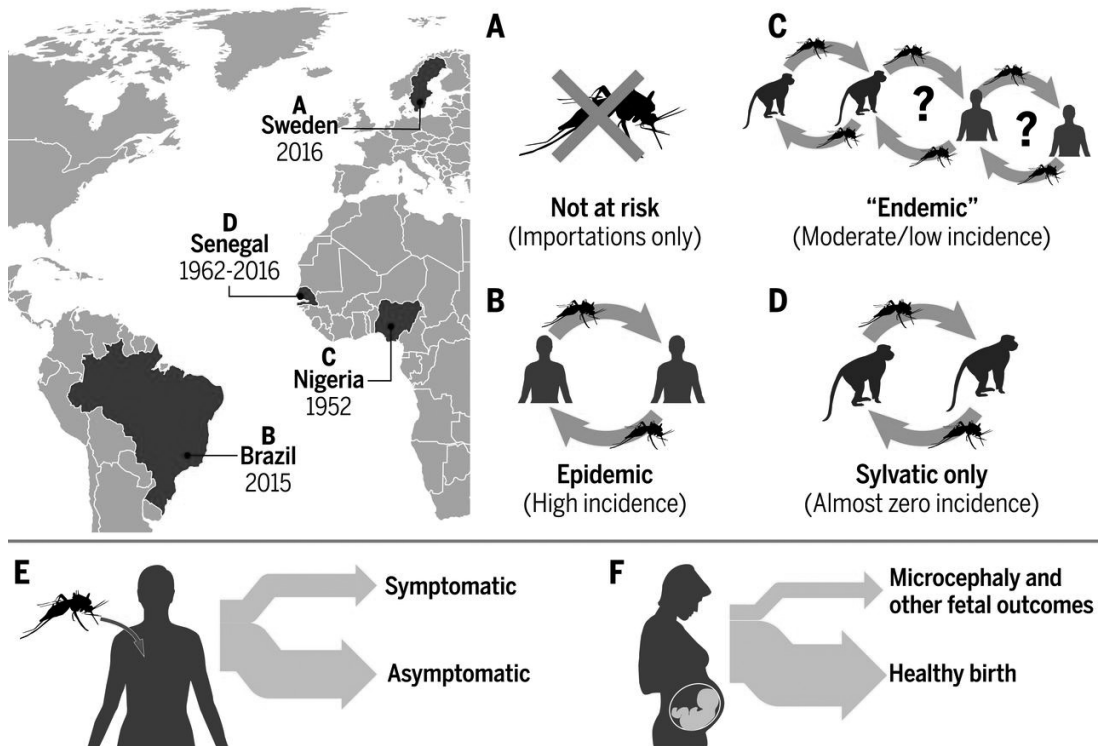 A
Sweden
2016
D
Senegal
1962-2016
C
Nigeria
1952
B
Brazil
2015
A
Not at risk
(Importations only)
C
?
?
“Endemic”
(Moderate/low incidence)
B
Epidemic
(High incidence)
D
Sylvatic only
(Almost zero incidence)
E
Symptomatic
Asymptomatic
F
Microcephaly and
other fetal outcomes
Healthy birth